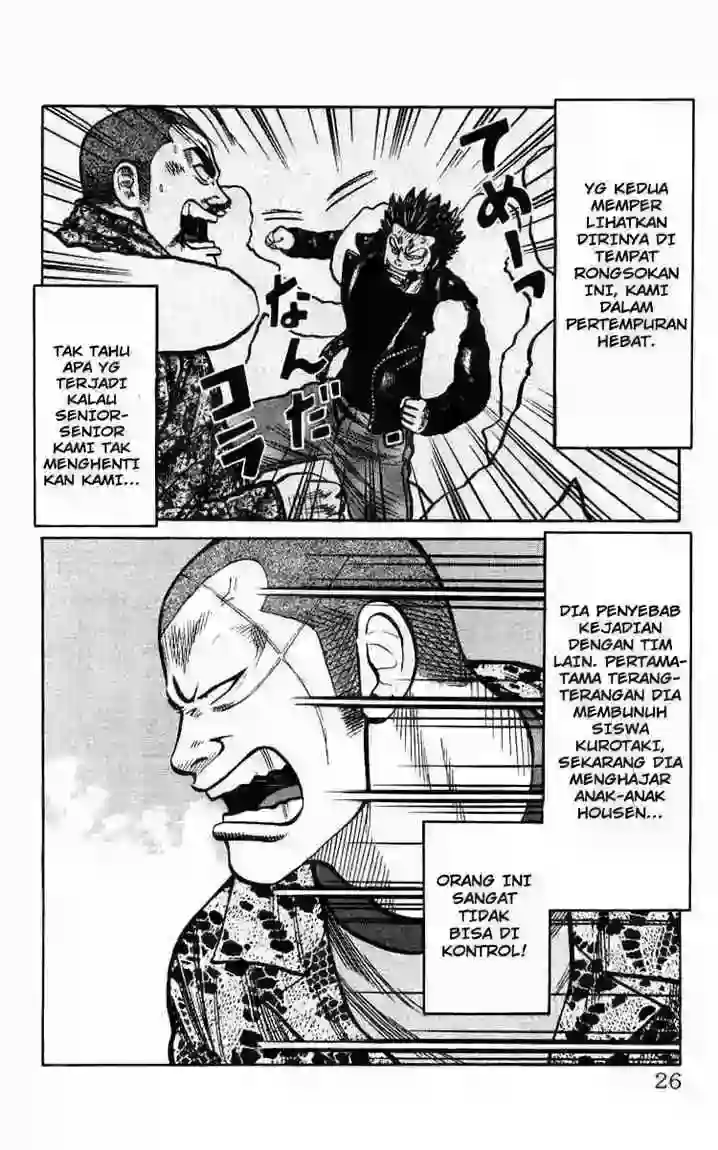 YG KEDUA
MEMPER
LIHATKAN
DIRINYA DI
TEMPAT
RONGSOKAN
INI, KAMI
DALAM
PERTEMPURAN
HEBAT.
てめーっ
なんだ
コラ
TAK TAHU
APA YG
TERJADI
KALAU
SENIOR-
SENIOR
KAMI TAK
MENGHENTI
KAN KAMI...
DIA PENYEBAB
KEJADIAN
DENGAN TIM
LAIN. PERTAMA-
TAMA TERANG-
TERANGAN DIA
MEMBUNUH
SISWA
KUROTAKI,
SEKARANG DIA
MENGHAJAR
ANAK-ANAK
HOUSEN...
ORANG INI
SANGAT
TIDAK
BISA DI
KONTROL!
26